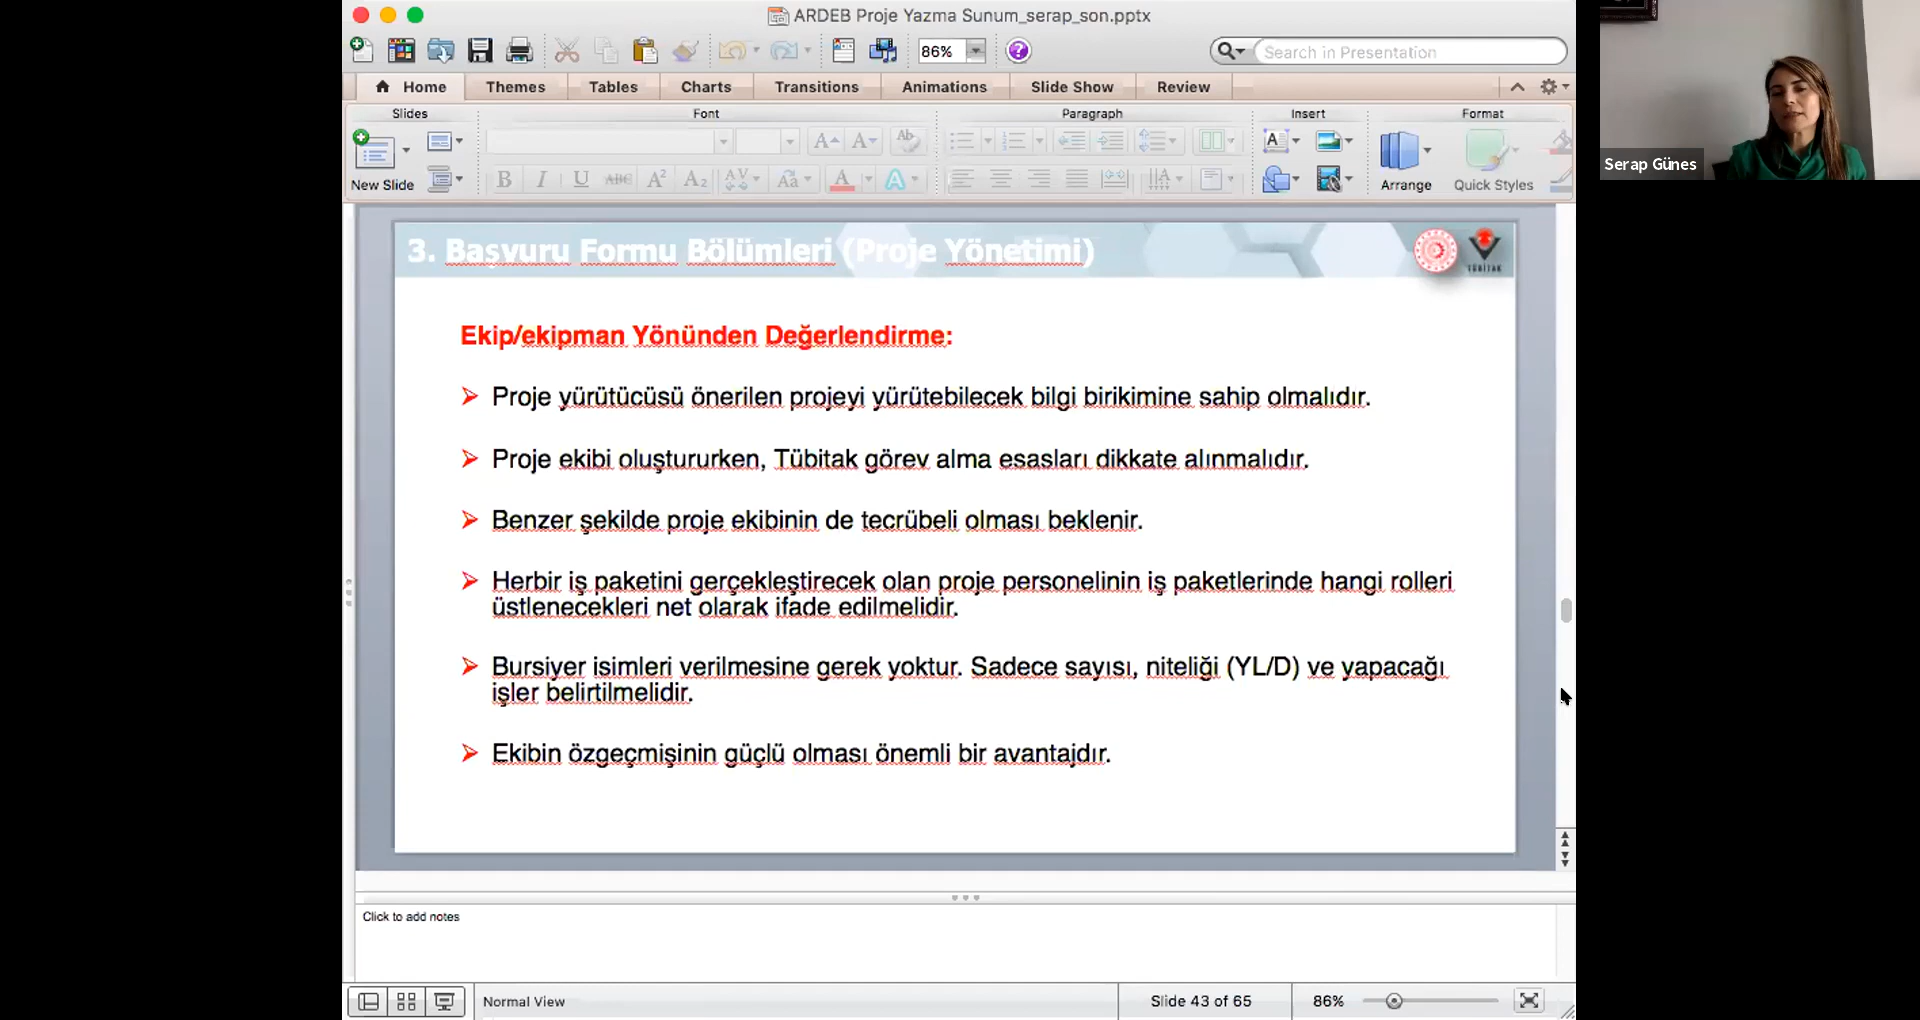 ARDEB Proje Yazma Sunum_serap_son.pptx
86%
Search in Presentation
Home Themes Tables Charts Transitions Animations Slide Show Review
Slides Font Paragraph Insert Format
New Slide Arrange Quick Styles
Serap Günes
3. Başvuru Formu Bölümleri (Proje Yönetimi)
TÜBİTAK
Ekip/ekipman Yönünden Değerlendirme:
Proje yürütücüsü önerilen projeyi yürütebilecek bilgi birikimine sahip olmalıdır.
Proje ekibi oluştururken, Tübitak görev alma esasları dikkate alınmalıdır.
Benzer şekilde proje ekibinin de tecrübeli olması beklenir.
Herbir iş paketini gerçekleştirecek olan proje personelinin iş paketlerinde hangi rolleri
üstlenecekleri net olarak ifade edilmelidir.
Bursiyer isimleri verilmesine gerek yoktur. Sadece sayısı, niteliği (YL/D) ve yapacağı
işler belirtilmelidir.
Ekibin özgeçmişinin güçlü olması önemli bir avantajdır.
Click to add notes
Normal View Slide 43 of 65 86%